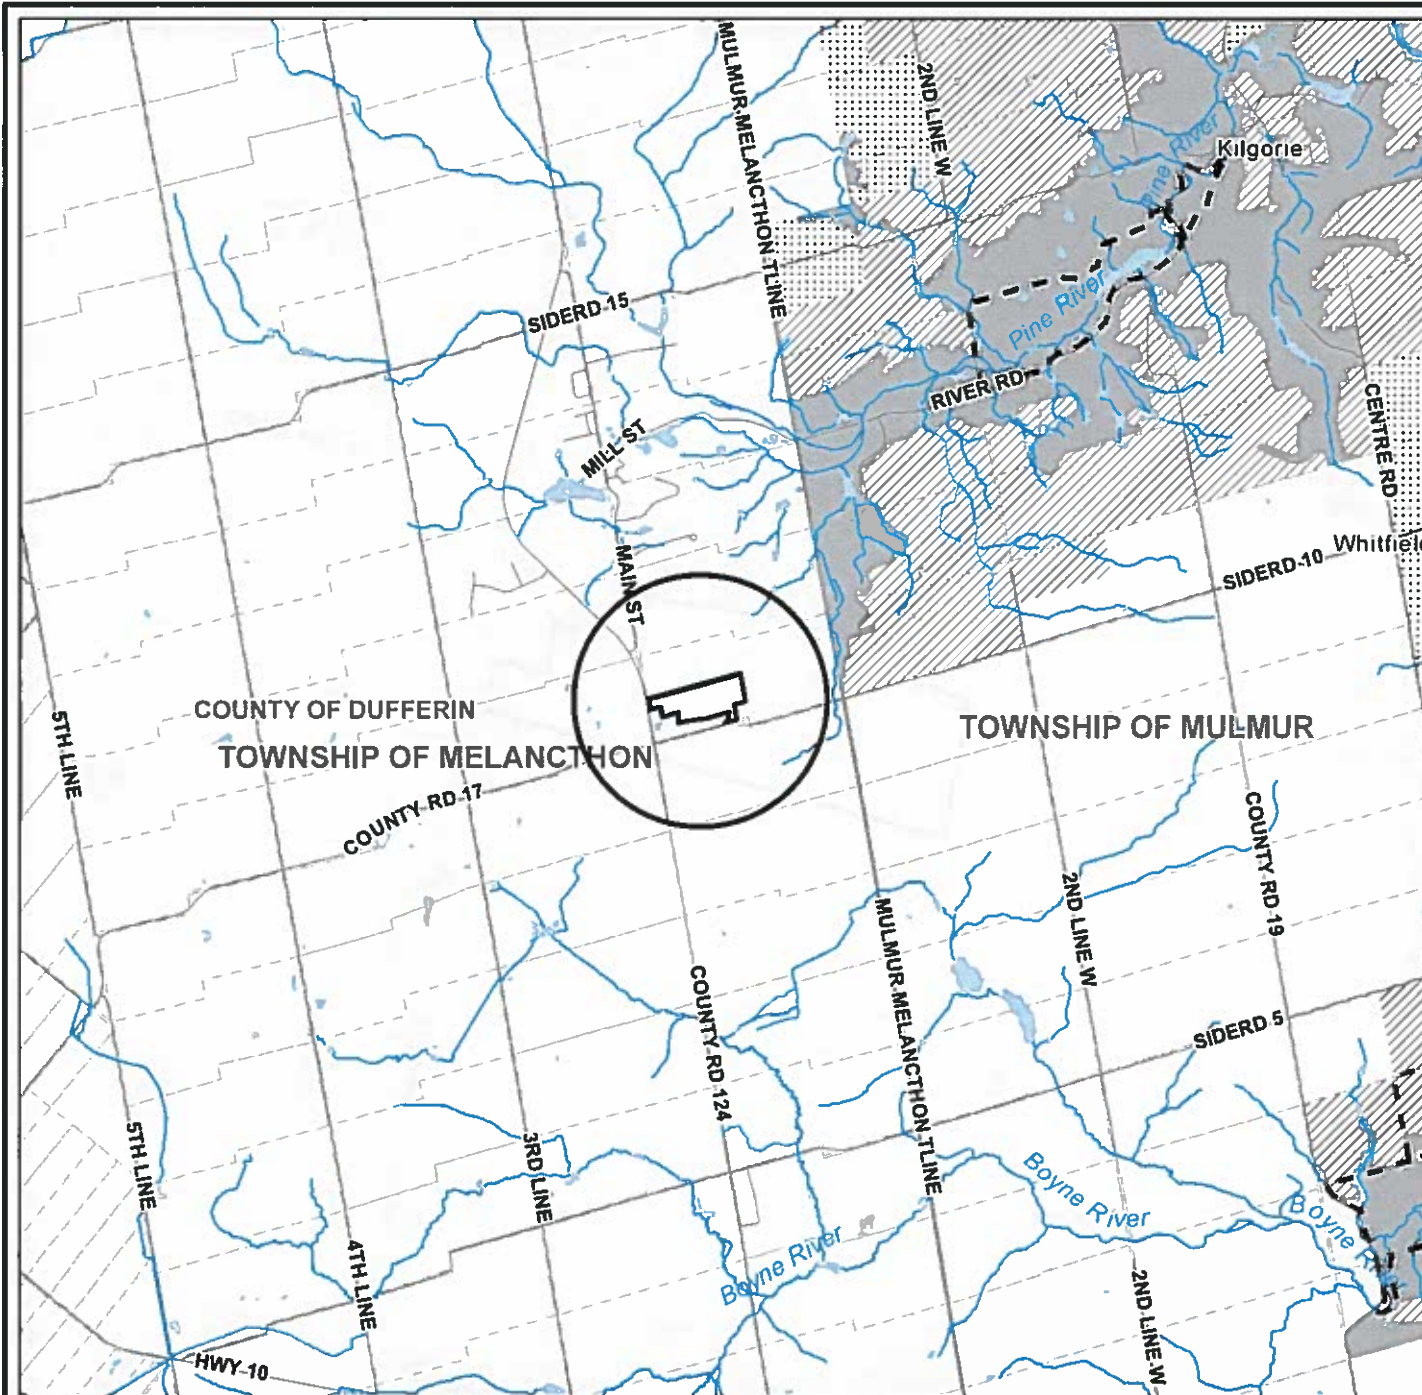 MULMUR-MELANCTHON TLINE
2ND LINE W
Pine River
Kilgorie
SIDERD 15
Pine River
RIVER RD
CENTRE RD
MILL ST
MAIN ST
SIDERD 10
Whitfield
COUNTY OF DUFFERIN
TOWNSHIP OF MELANCTHON
TOWNSHIP OF MULMUR
5TH LINE
COUNTY RD 17
COUNTY RD 19
2ND LINE W
MULMUR-MELANCTHON TLINE
COUNTY RD 124
SIDERD 5
5TH LINE
3RD LINE
Boyne River
Boyne River
Boyne River
4TH LINE
2ND LINE W
HWY 10